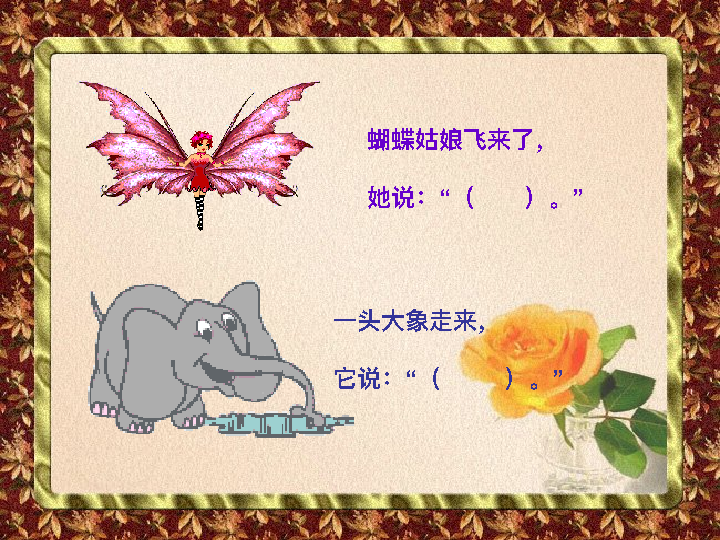 蝴蝶姑娘飞来了，
她说：“（　　）。”
一头大象走来，
它说：“（　　）。”